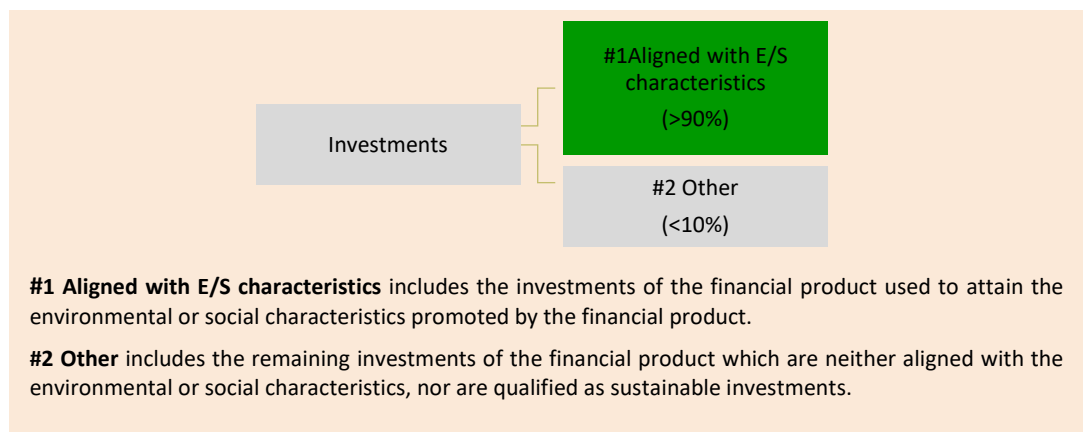 #1Aligned with E/S
characteristics
(>90%)
Investments
#2 Other
(<10%)
#1 Aligned with E/S characteristics includes the investments of the financial product used to attain the
environmental or social characteristics promoted by the financial product.
#2 Other includes the remaining investments of the financial product which are neither aligned with the
environmental or social characteristics, nor are qualified as sustainable investments.